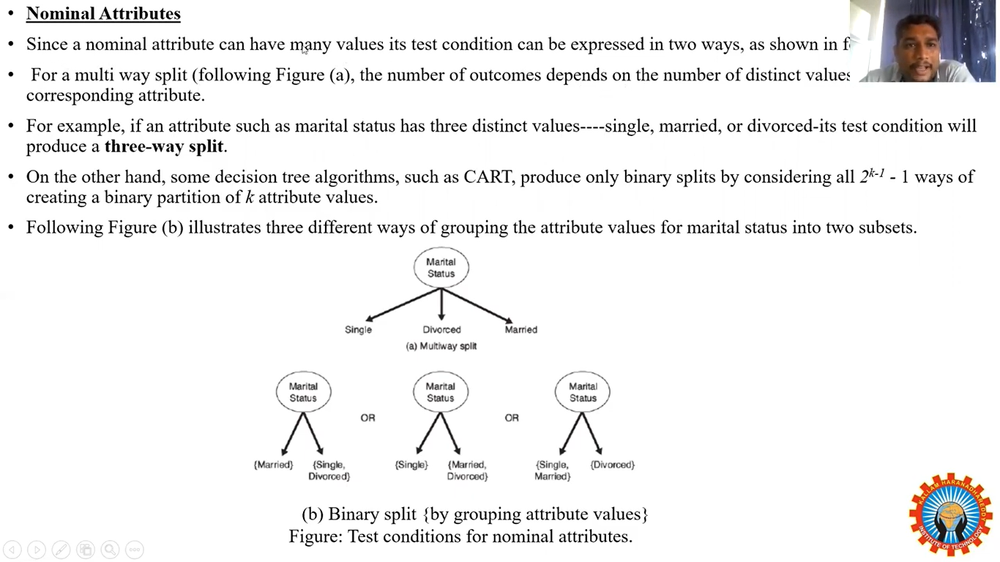 • Nominal Attributes
• Since a nominal attribute can have many values its test condition can be expressed in two ways, as shown in
• For a multi way split (following Figure (a), the number of outcomes depends on the number of distinct values
corresponding attribute.
• For example, if an attribute such as marital status has three distinct values----single, married, or divorced-its test condition will
produce a three-way split.
• On the other hand, some decision tree algorithms, such as CART, produce only binary splits by considering all 2^k-1 - 1 ways of
creating a binary partition of k attribute values.
• Following Figure (b) illustrates three different ways of grouping the attribute values for marital status into two subsets.
Marital
Status
Single Divorced Married
(a) Multiway split
Marital
Status
{Married} {Single,
Divorced}
OR
Marital
Status
{Single} {Married,
Divorced}
OR
Marital
Status
{Single,
Married}
{Divorced}
(b) Binary split {by grouping attribute values}
Figure: Test conditions for nominal attributes.
KALLAM HARANADHAREDDY
INSTITUTE OF TECHNOLOGY